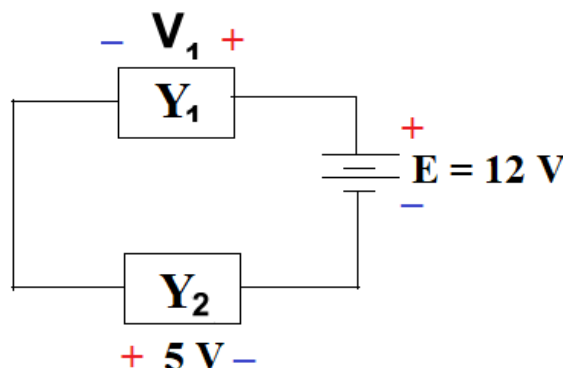 – V₁ +
Y₁
+
E = 12 V
–
Y₂
+ 5 V –